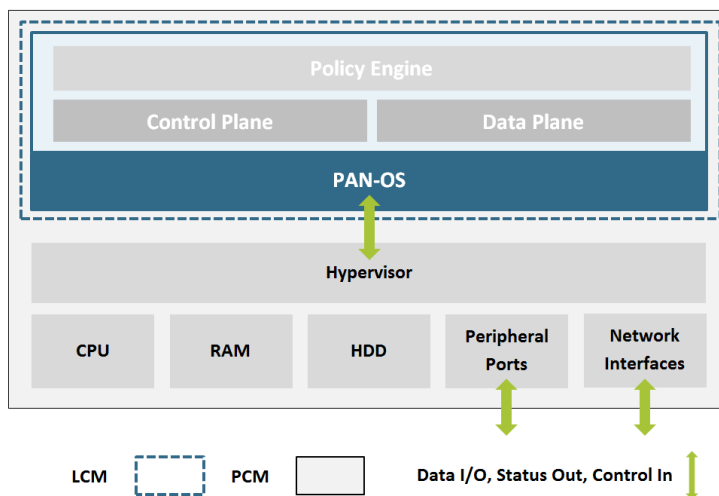 Policy Engine
Control Plane
Data Plane
PAN-OS
Hypervisor
CPU
RAM
HDD
Peripheral
Ports
Network
Interfaces
LCM
PCM
Data I/O, Status Out, Control In